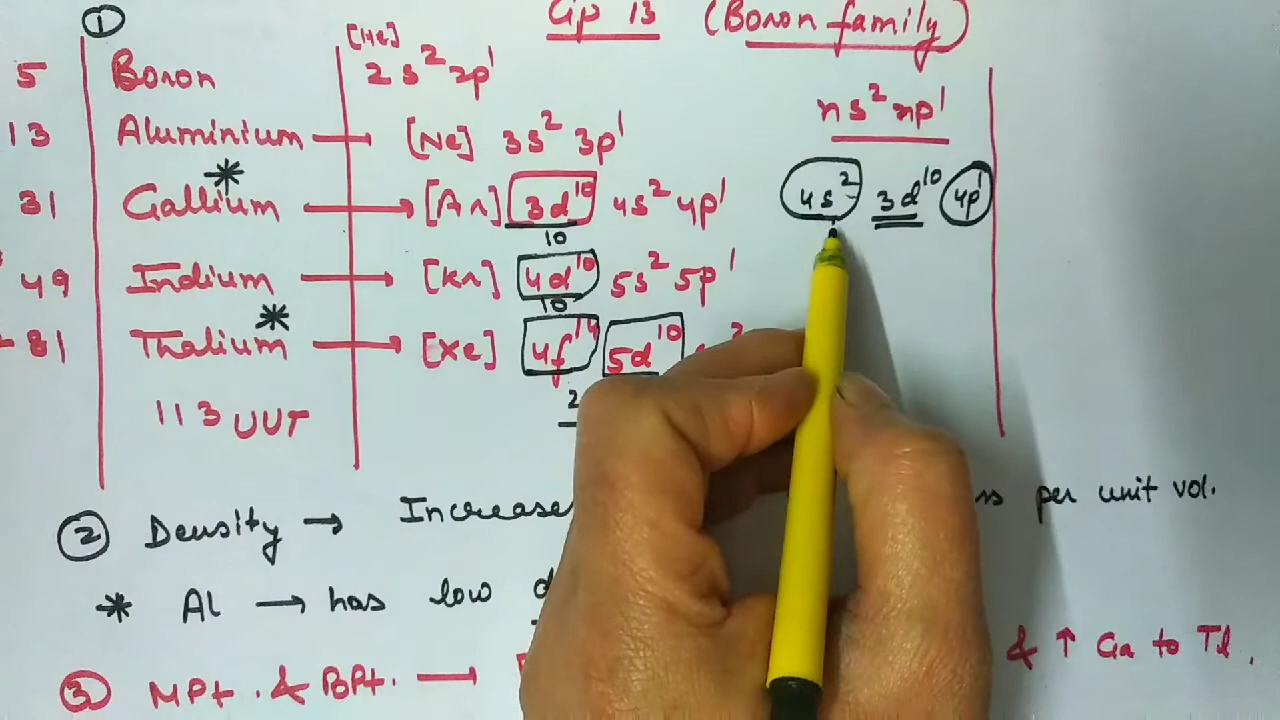 ① Gp 13 (Boron family)
5 Boron [He] 2s² 2p¹
ns² np¹
13 Aluminium → [Ne] 3s² 3p¹
31 Gallium* → [Ar] 3d¹⁰ 4s² 4p¹
10
4s² 3d¹⁰ 4p¹
49 Indium → [Kr] 4d¹⁰ 5s² 5p¹
10
81 Thalium* → [Xe] 4f¹⁴ 5d¹⁰
113 UUT
② Density → Increase per unit vol.
* Al → has low
③ MPt. & BPt. → & ↑ Ga to Tl.